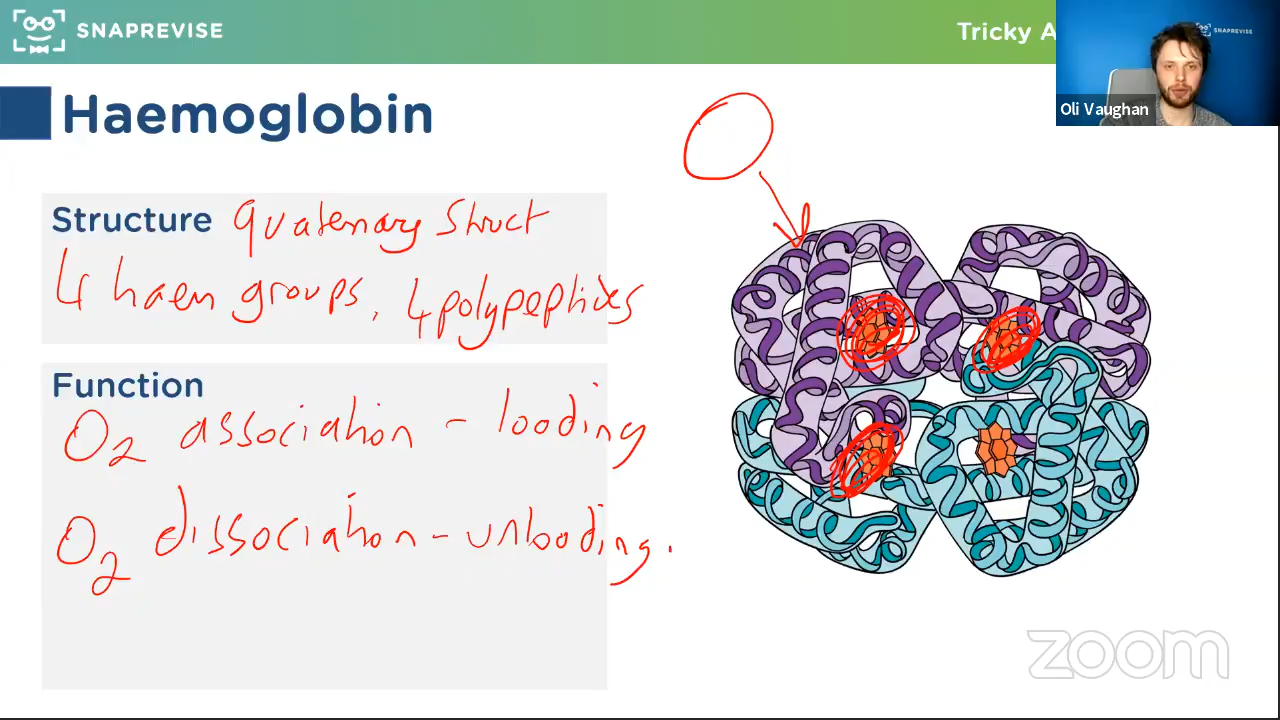 SNAPREVISE
Tricky A
SNAPREVISE
Oli Vaughan
Haemoglobin
Structure Quaternary Struct
4 haem groups, 4 polypeptides
Function
O2 association - loading
O2 dissociation - unloading.
zoom